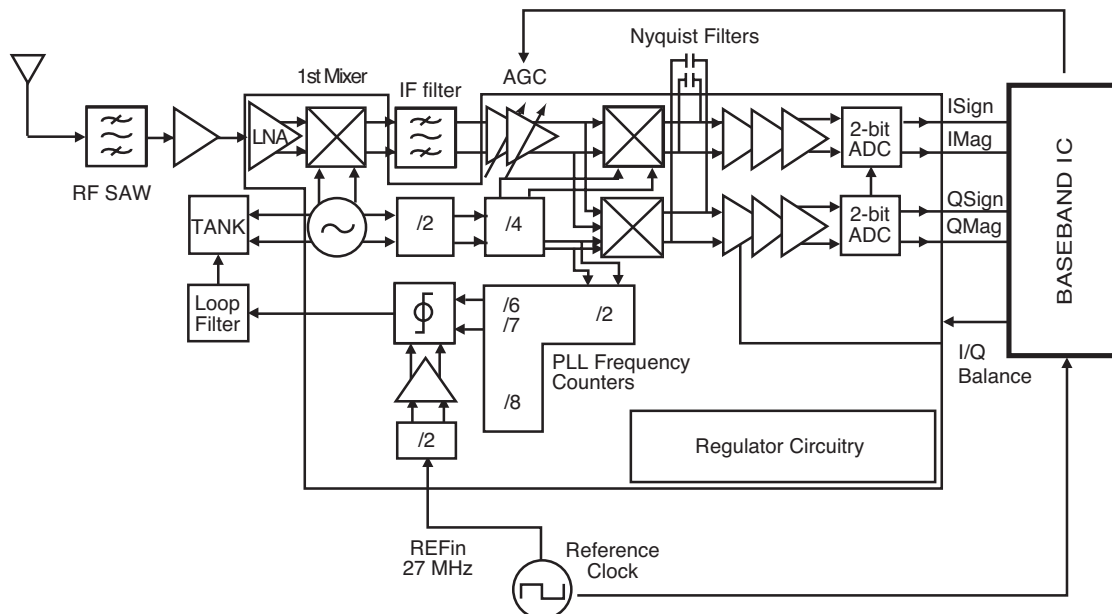 Nyquist Filters
1st Mixer
IF filter
AGC
LNA
RF SAW
2-bit
ADC
ISign
IMag
2-bit
ADC
QSign
QMag
BASEBAND IC
TANK
/2
/4
Loop
Filter
/6
/7
/2
/8
PLL Frequency
Counters
I/Q
Balance
/2
Regulator Circuitry
REFin
27 MHz
Reference
Clock